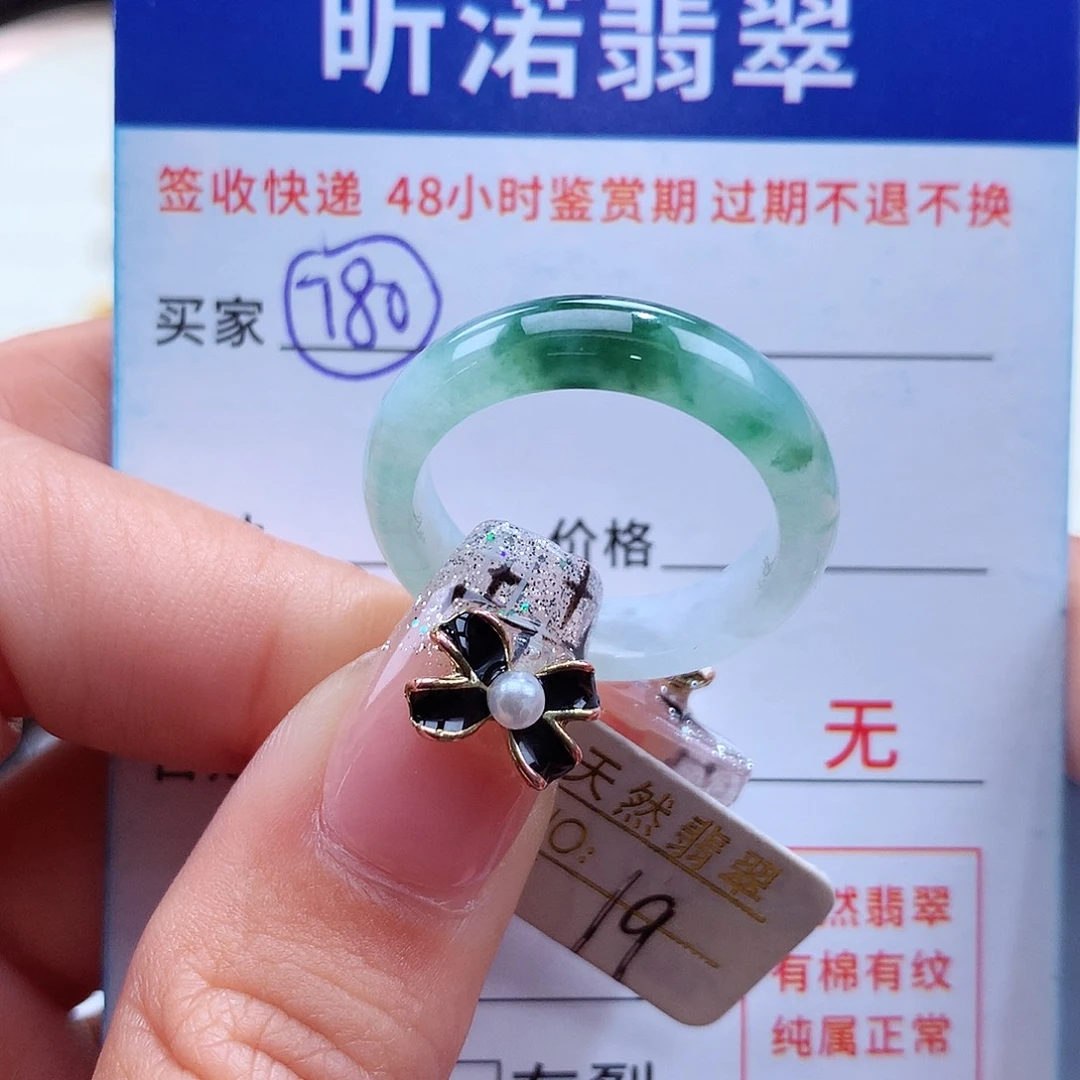 昕渃翡翠
签收快递 48小时鉴赏期 过期不退不换
买家 780
价格
无
天然翡翠
NO: 19
然翡翠
有棉有纹
纯属正常
有裂